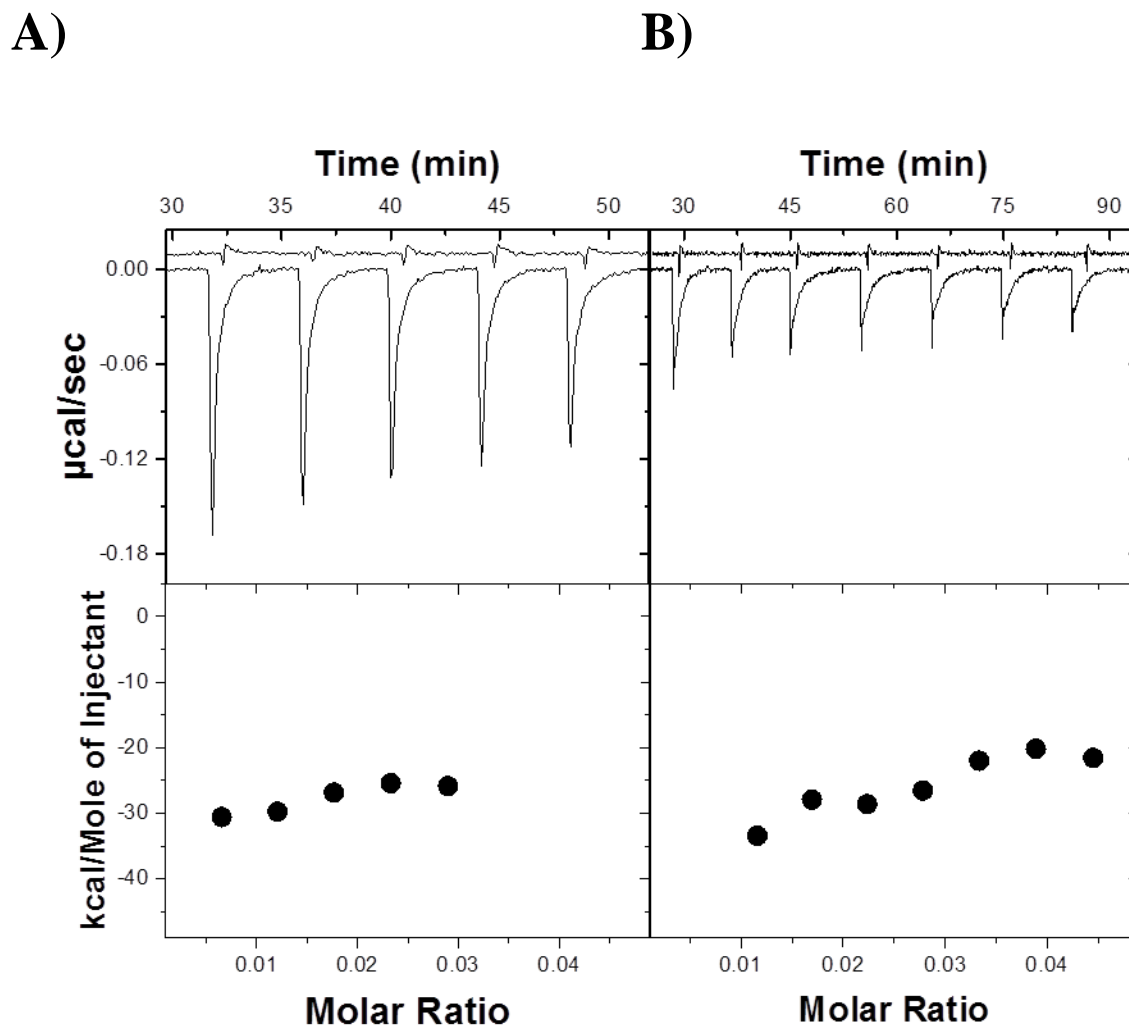 A) B)
Time (min) Time (min)
30 35 40 45 50 30 45 60 75 90
0.00
-0.06
-0.12
-0.18
µcal/sec
0
-10
-20
-30
-40
kcal/Mole of Injectant
0.01 0.02 0.03 0.04 0.01 0.02 0.03 0.04
Molar Ratio Molar Ratio